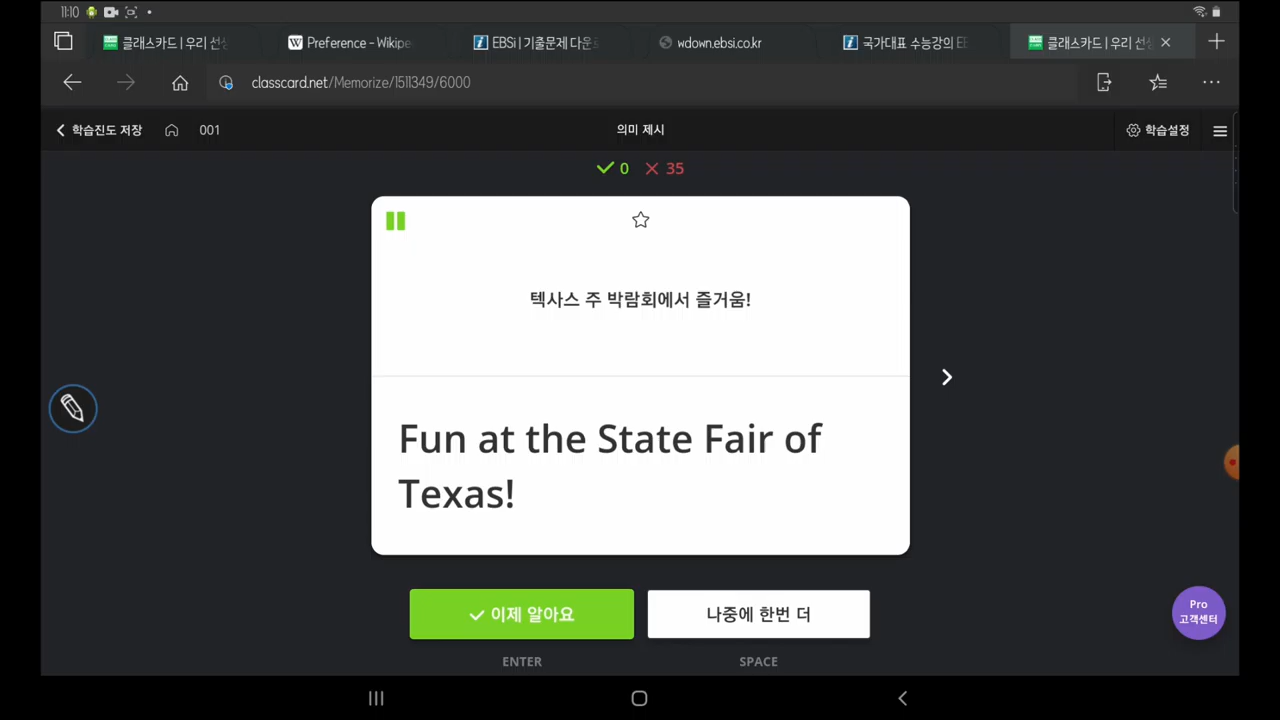 11:10
클래스카드 | 우리 선생
Preference - Wikipe
EBSi | 기출문제 다운로
wdown.ebsi.co.kr
국가대표 수능강의 EB
클래스카드 | 우리 선생
classcard.net/Memorize/1511349/6000
학습진도 저장
001
의미 제시
학습설정
0
35
텍사스 주 박람회에서 즐거움!
Fun at the State Fair of
Texas!
이제 알아요
나중에 한번 더
ENTER
SPACE
Pro
고객센터